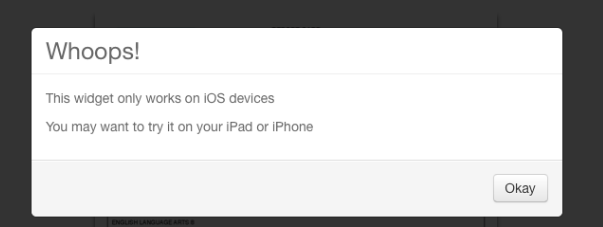 Whoops!
This widget only works on iOS devices
You may want to try it on your iPad or iPhone
Okay
ENGLISH LANGUAGE ARTS 8